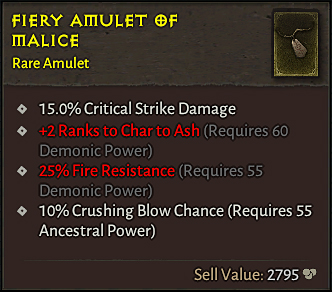 FIERY AMULET OF
MALICE
Rare Amulet
15.0% Critical Strike Damage
+2 Ranks to Char to Ash (Requires 60
Demonic Power)
25% Fire Resistance (Requires 55
Demonic Power)
10% Crushing Blow Chance (Requires 55
Ancestral Power)
Sell Value: 2795